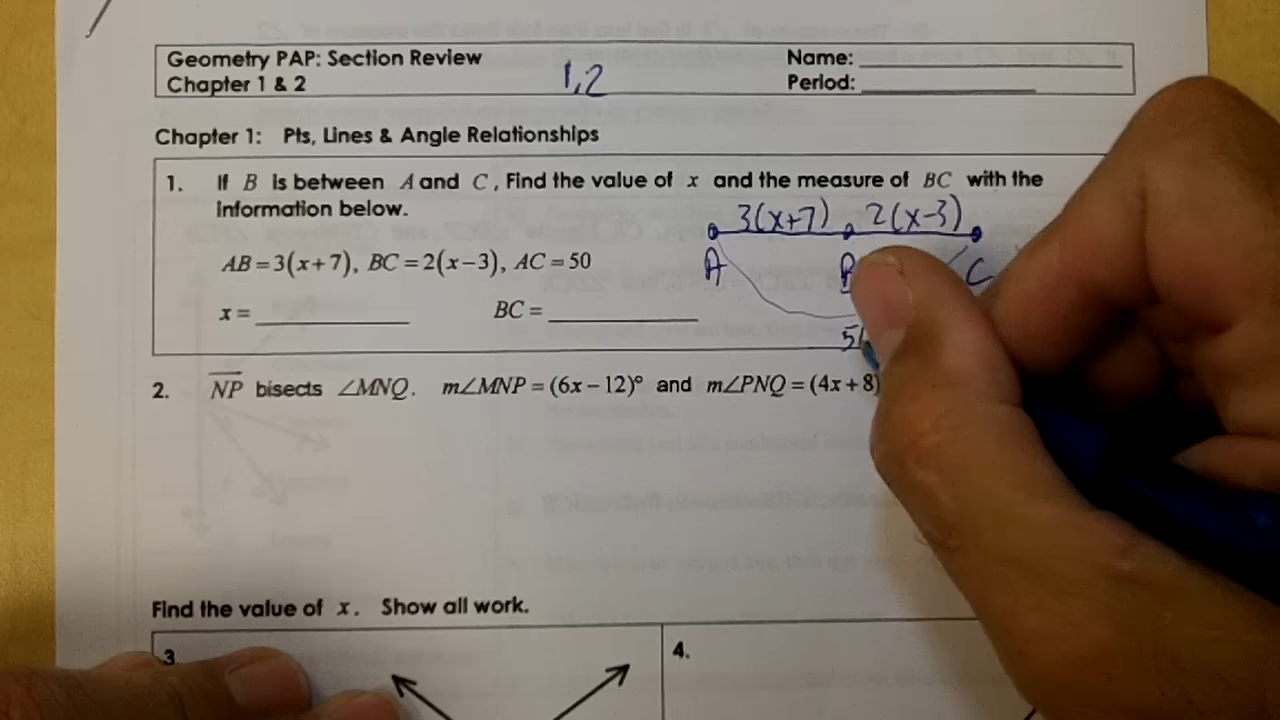 Geometry PAP: Section Review
Chapter 1 & 2
1,2
Name:
Period:
Chapter 1: Pts, Lines & Angle Relationships
1. If B is between A and C, Find the value of x and the measure of BC with the
information below.
3(x+7) 2(x-3)
A B C
AB=3(x+7), BC=2(x-3), AC=50
x= BC=
2. NP bisects ∠MNQ. m∠MNP=(6x-12)° and m∠PNQ=(4x+8)
Find the value of x. Show all work.
3
4.